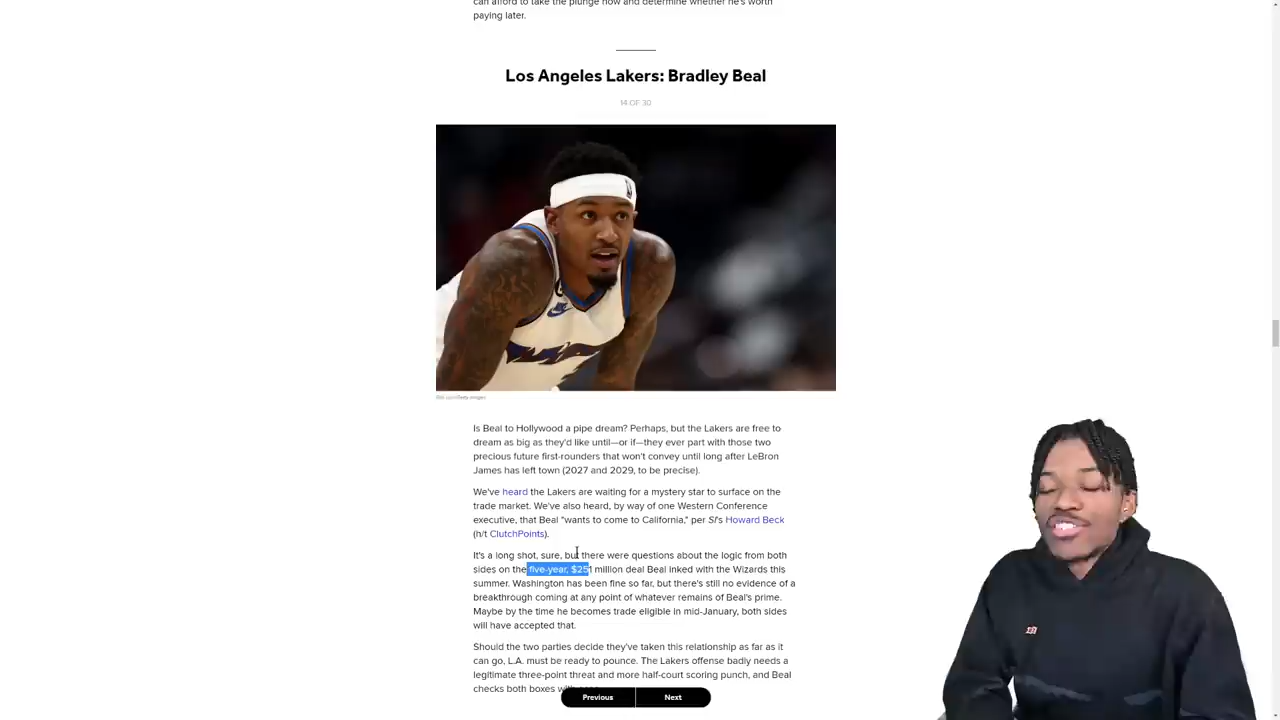 can afford to take the plunge now and determine whether he's worth
paying later.
Los Angeles Lakers: Bradley Beal
14 OF 30
Is Beal to Hollywood a pipe dream? Perhaps, but the Lakers are free to
dream as big as they'd like until—or if—they ever part with those two
precious future first-rounders that won't convey until long after LeBron
James has left town (2027 and 2029, to be precise).
We've heard the Lakers are waiting for a mystery star to surface on the
trade market. We've also heard, by way of one Western Conference
executive, that Beal "wants to come to California," per SI's Howard Beck
(h/t ClutchPoints).
It's a long shot, sure, but there were questions about the logic from both
sides on the five-year, $251 million deal Beal inked with the Wizards this
summer. Washington has been fine so far, but there's still no evidence of a
breakthrough coming at any point of whatever remains of Beal's prime.
Maybe by the time he becomes trade eligible in mid-January, both sides
will have accepted that.
Should the two parties decide they've taken this relationship as far as it
can go, L.A. must be ready to pounce. The Lakers offense badly needs a
legitimate three-point threat and more half-court scoring punch, and Beal
checks both boxes
Previous Next